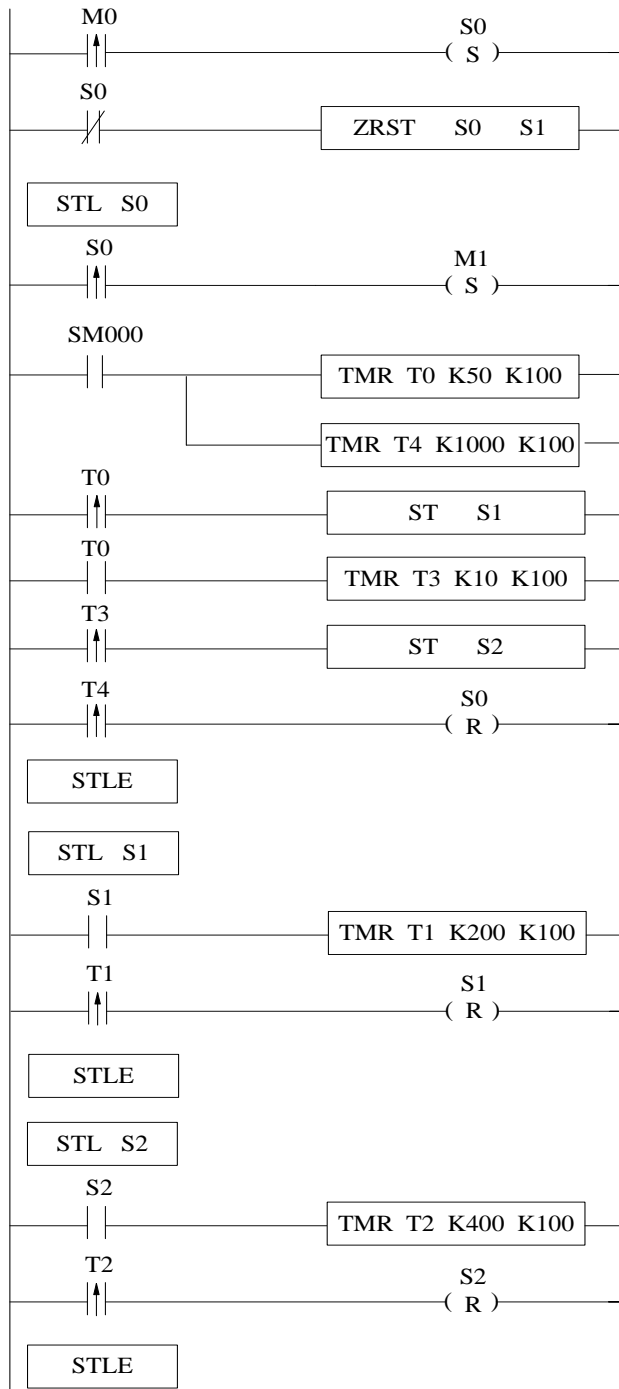 M0
S0
( S )
S0
ZRST S0 S1
STL S0
S0
M1
( S )
SM000
TMR T0 K50 K100
TMR T4 K1000 K100
T0
ST S1
T0
TMR T3 K10 K100
T3
ST S2
T4
S0
( R )
STLE
STL S1
S1
TMR T1 K200 K100
T1
S1
( R )
STLE
STL S2
S2
TMR T2 K400 K100
T2
S2
( R )
STLE